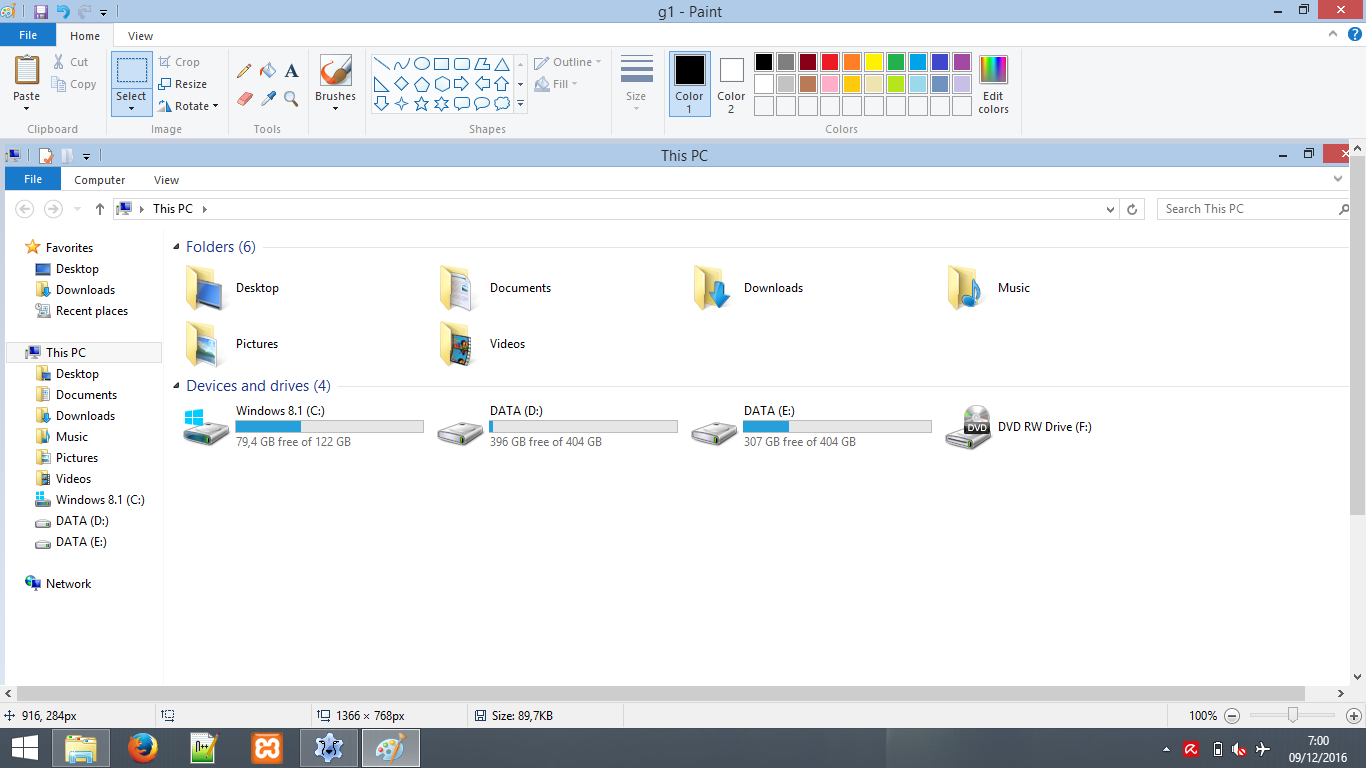 g1 - Paint
File Home View
Paste
Cut
Copy
Clipboard
Select
Crop
Resize
Rotate
Image
A
Tools
Brushes
Shapes
Outline
Fill
Size
Color 1
Color 2
Colors
Edit colors
This PC
File Computer View
This PC
Search This PC
Favorites
Desktop
Downloads
Recent places
This PC
Desktop
Documents
Downloads
Music
Pictures
Videos
Windows 8.1 (C:)
DATA (D:)
DATA (E:)
Network
Folders (6)
Desktop Documents Downloads Music
Pictures Videos
Devices and drives (4)
Windows 8.1 (C:)
79,4 GB free of 122 GB
DATA (D:)
396 GB free of 404 GB
DATA (E:)
307 GB free of 404 GB
DVD
DVD RW Drive (F:)
916, 284px 1366 × 768px Size: 89,7KB 100%
n++
7:00
09/12/2016